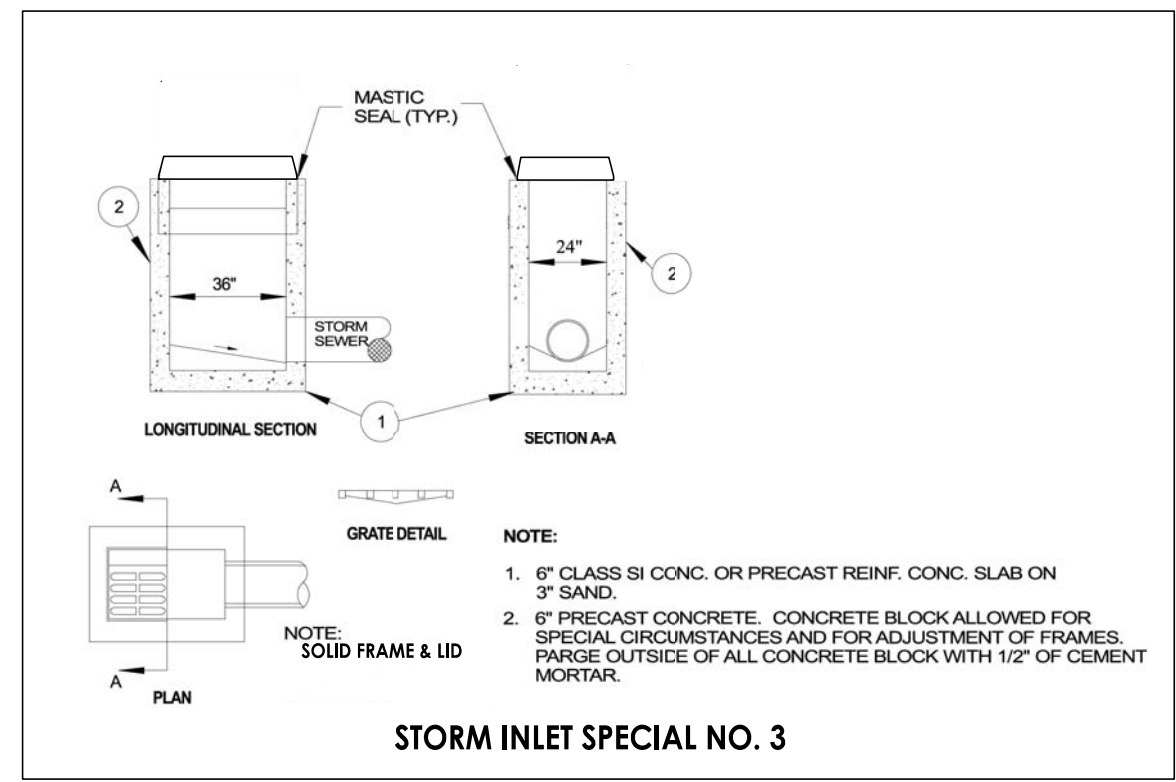 MASTIC
SEAL (TYP.)
2
36"
STORM
SEWER
24"
2
LONGITUDINAL SECTION
1
SECTION A-A
A
A
PLAN
GRATE DETAIL
NOTE:
SOLID FRAME & LID
NOTE:
1. 6" CLASS SI CONC. OR PRECAST REINF. CONC. SLAB ON
3" SAND.
2. 6" PRECAST CONCRETE. CONCRETE BLOCK ALLOWED FOR
SPECIAL CIRCUMSTANCES AND FOR ADJUSTMENT OF FRAMES.
PARGE OUTSIDE OF ALL CONCRETE BLOCK WITH 1/2" OF CEMENT
MORTAR.
STORM INLET SPECIAL NO. 3